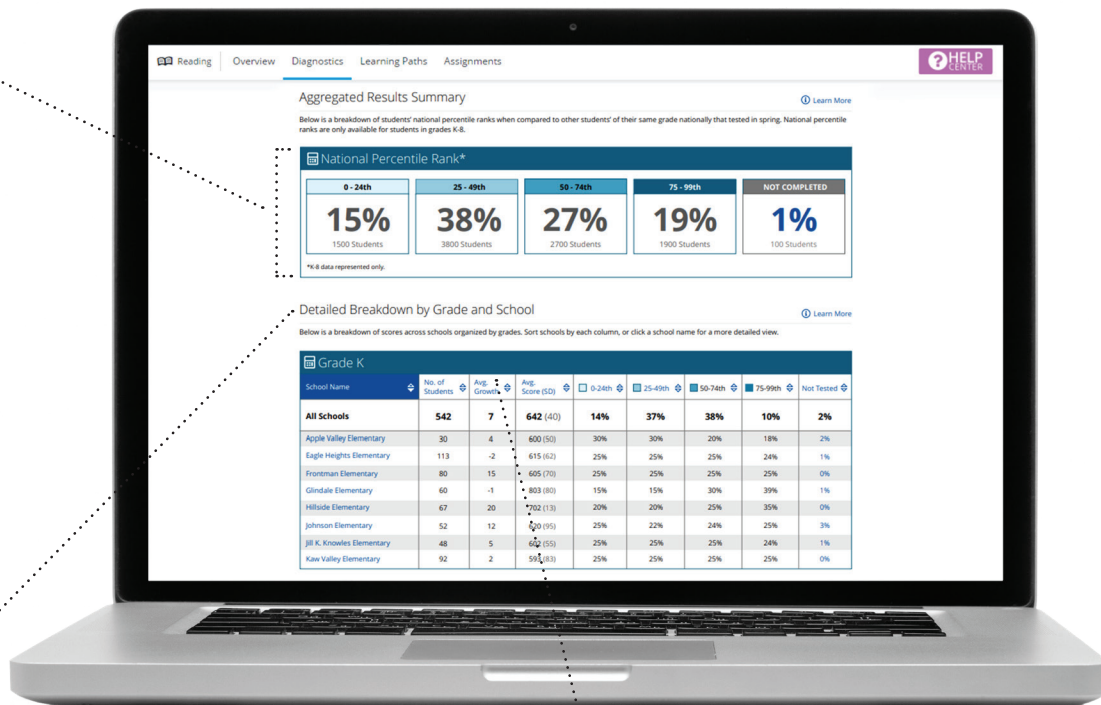 Reading Overview Diagnostics Learning Paths Assignments HELP CENTER
Aggregated Results Summary Learn More
Below is a breakdown of students' national percentile ranks when compared to other students' of their same grade nationally that tested in spring. National percentile
ranks are only available for students in grades K-8.
National Percentile Rank*
0 - 24th 25 - 49th 50 - 74th 75 - 99th NOT COMPLETED
15% 38% 27% 19% 1%
1500 Students 3800 Students 2700 Students 1900 Students 100 Students
*K-8 data represented only.
Detailed Breakdown by Grade and School Learn More
Below is a breakdown of scores across schools organized by grades. Sort schools by each column, or click a school name for a more detailed view.
Grade K
School Name No. of Students Avg. Growth Avg. Score (SD) 0-24th 25-49th 50-74th 75-99th Not Tested
All Schools 542 7 642 (40) 14% 37% 38% 10% 2%
Apple Valley Elementary 30 4 600 (50) 30% 30% 20% 18% 2%
Eagle Heights Elementary 113 -2 615 (62) 25% 25% 25% 24% 1%
Frontman Elementary 80 15 605 (70) 25% 25% 25% 25% 0%
Glindale Elementary 60 -1 803 (80) 15% 15% 30% 39% 1%
Hillside Elementary 67 20 702 (13) 20% 20% 25% 35% 0%
Johnson Elementary 52 12 620 (95) 25% 22% 24% 25% 3%
Jill K. Knowles Elementary 48 5 602 (55) 25% 25% 25% 24% 1%
Kaw Valley Elementary 92 2 593 (83) 25% 25% 25% 25% 0%